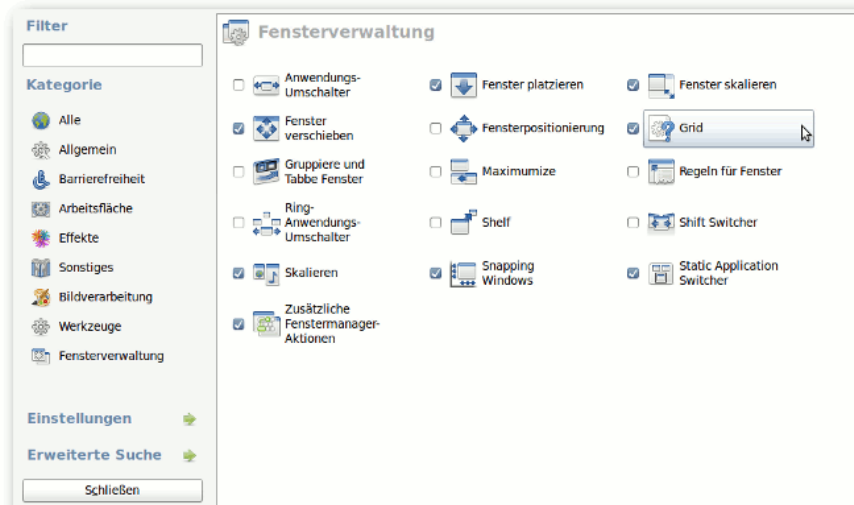 Filter
Kategorie
Alle
Allgemein
Barrierefreiheit
Arbeitsfläche
Effekte
Sonstiges
Bildverarbeitung
Werkzeuge
Fensterverwaltung
Einstellungen
Erweiterte Suche
Schließen
Fensterverwaltung
Anwendungs-
Umschalter
Fenster platzieren
Fenster skalieren
Fenster
verschieben
Fensterpositionierung
Grid
Gruppiere und
Tabbe Fenster
Maximumize
Regeln für Fenster
Ring-
Anwendungs-
Umschalter
Shelf
Shift Switcher
Skalieren
Snapping
Windows
Static Application
Switcher
Zusätzliche
Fenstermanager-
Aktionen